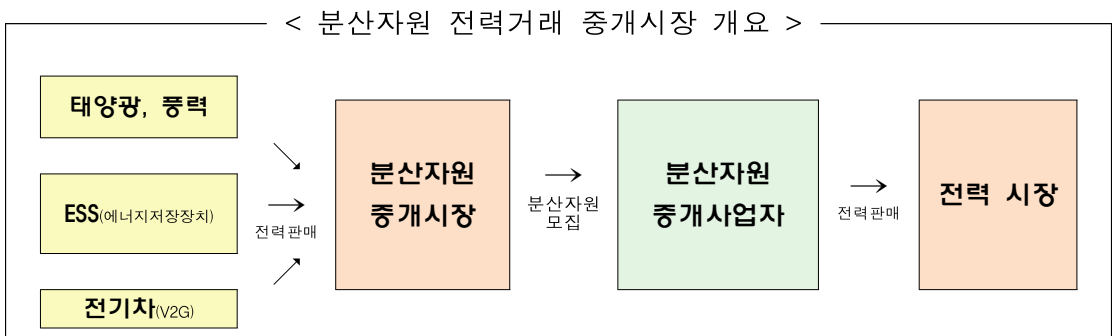 < 분산자원 전력거래 중개시장 개요 >
태양광, 풍력
ESS(에너지저장장치)
전기차(V2G)
전력판매
분산자원
중개시장
분산자원
모집
분산자원
중개사업자
전력판매
전력 시장